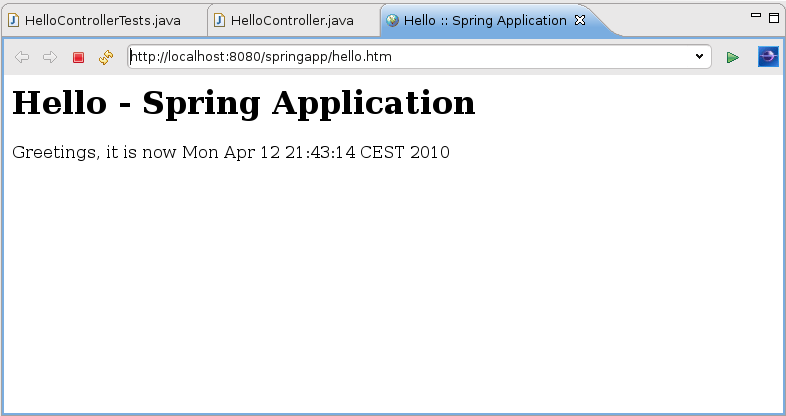 HelloControllerTests.java HelloController.java Hello :: Spring Application
http://localhost:8080/springapp/hello.htm
Hello - Spring Application
Greetings, it is now Mon Apr 12 21:43:14 CEST 2010